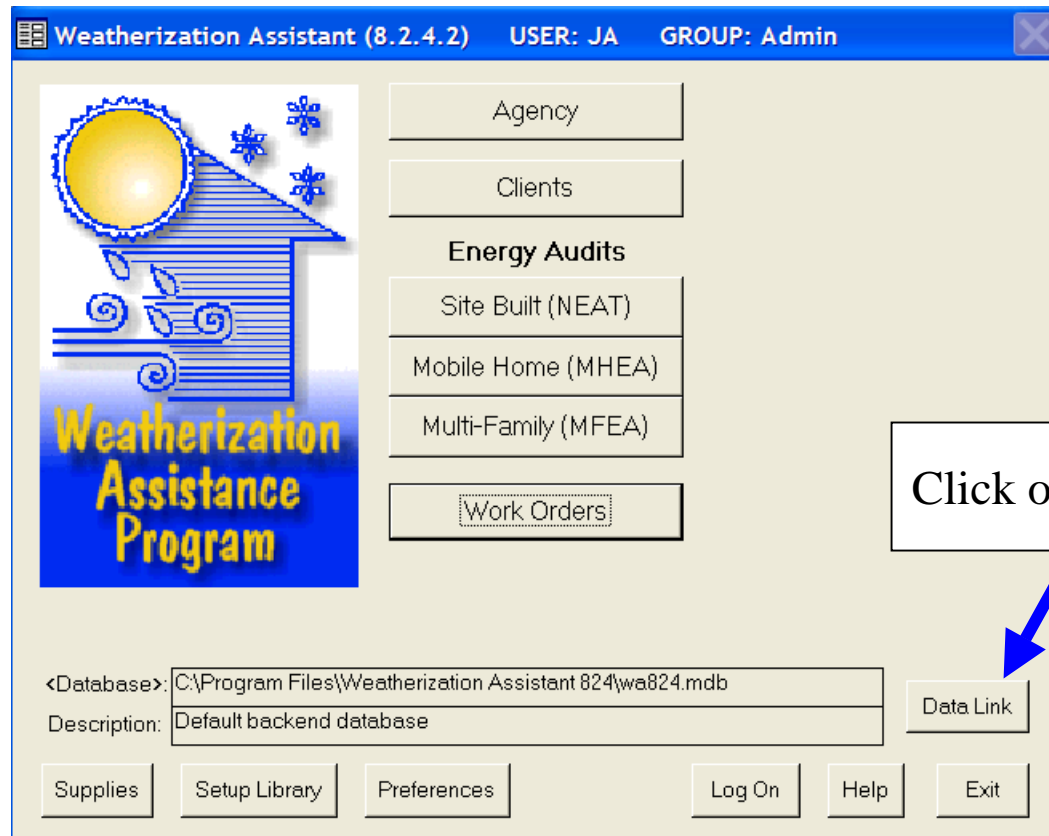 Weatherization Assistant (8.2.4.2) USER: JA GROUP: Admin
Agency
Clients
Energy Audits
Site Built (NEAT)
Mobile Home (MHEA)
Multi-Family (MFEA)
Work Orders
Weatherization
Assistance
Program
Click o
<Database>: C:\Program Files\Weatherization Assistant 824\wa824.mdb
Description: Default backend database
Data Link
Supplies Setup Library Preferences Log On Help Exit